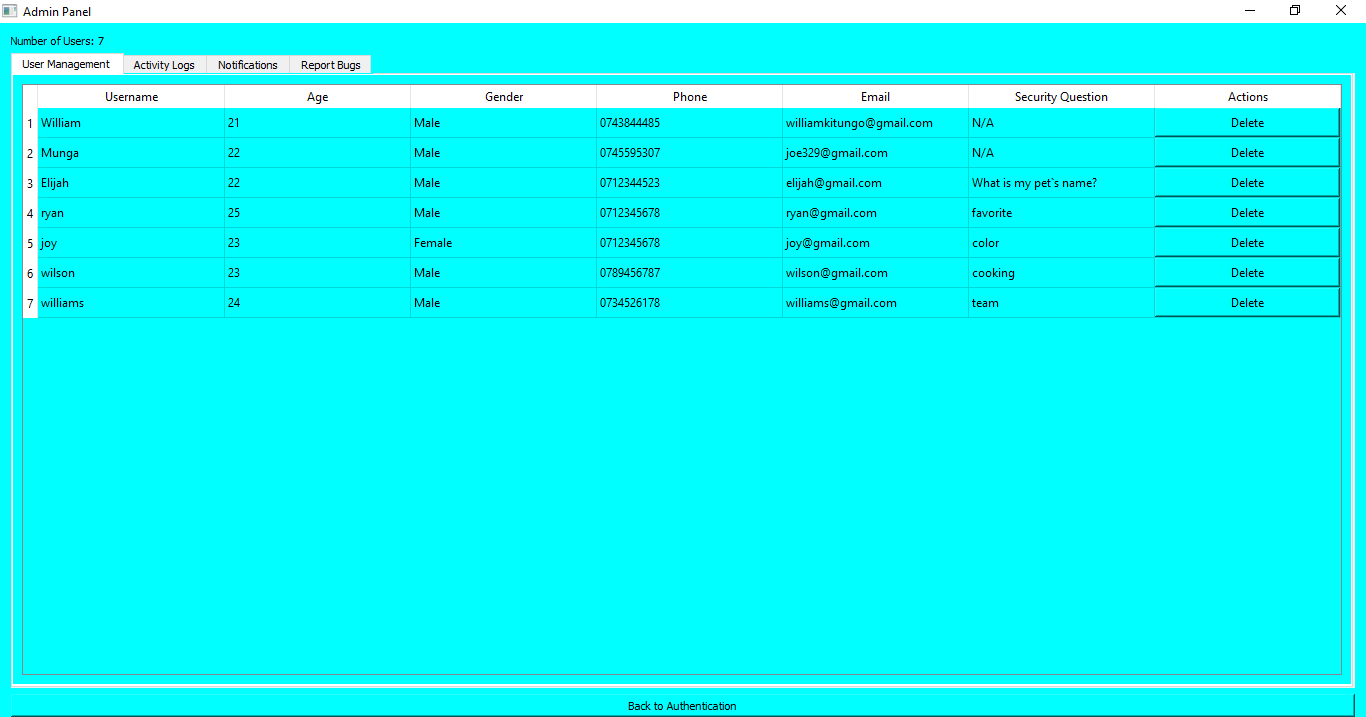 Admin Panel
Number of Users: 7
User Management Activity Logs Notifications Report Bugs
Username Age Gender Phone Email Security Question Actions
1 William 21 Male 0743844485 williamkitungo@gmail.com N/A Delete
2 Munga 22 Male 0745595307 joe329@gmail.com N/A Delete
3 Elijah 22 Male 0712344523 elijah@gmail.com What is my pet`s name? Delete
4 ryan 25 Male 0712345678 ryan@gmail.com favorite Delete
5 joy 23 Female 0712345678 joy@gmail.com color Delete
6 wilson 23 Male 0789456787 wilson@gmail.com cooking Delete
7 williams 24 Male 0734526178 williams@gmail.com team Delete
Back to Authentication